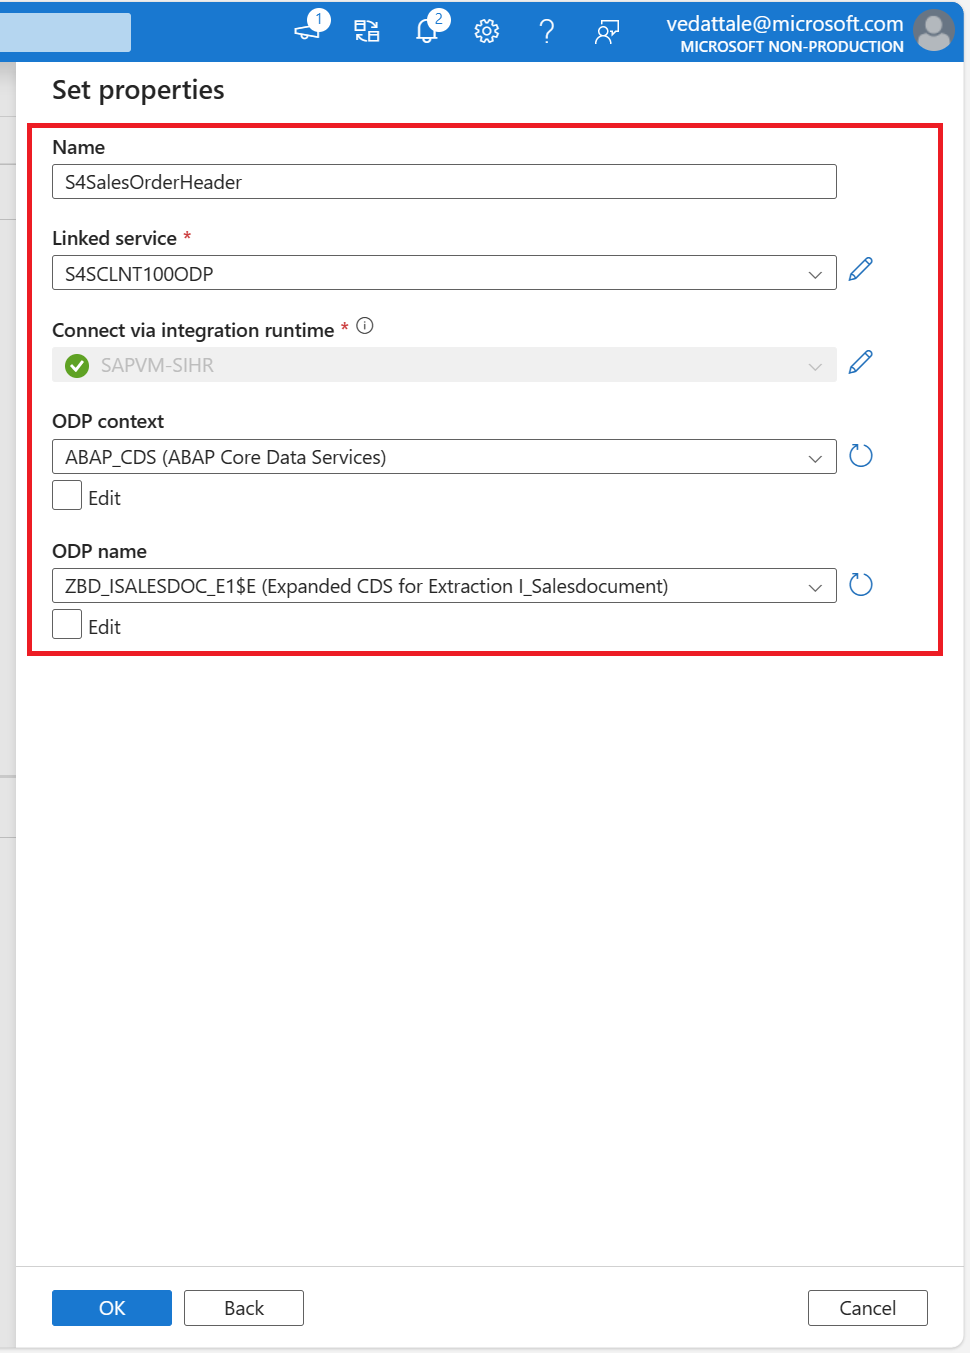 1
2
vedattale@microsoft.com
MICROSOFT NON-PRODUCTION
Set properties
Name
S4SalesOrderHeader
Linked service *
S4SCLNT100ODP
Connect via integration runtime *
SAPVM-SIHR
ODP context
ABAP_CDS (ABAP Core Data Services)
Edit
ODP name
ZBD_ISALESDOC_E1$E (Expanded CDS for Extraction I_Salesdocument)
Edit
OK Back Cancel